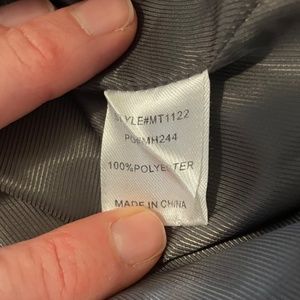 STYLE#MT1122
PO#MH244
100%POLYESTER
MADE IN CHINA